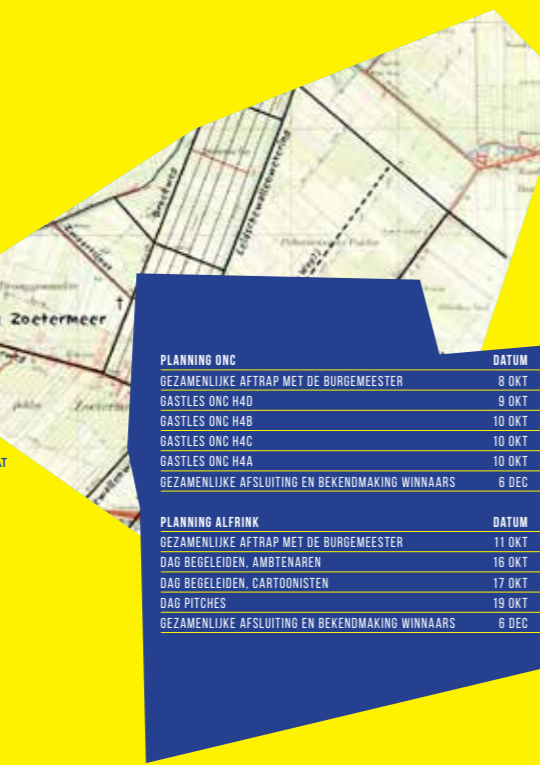 Zoetermeer
AT
PLANNING ONC DATUM
GEZAMENLIJKE AFTRAP MET DE BURGEMEESTER 8 OKT
GASTLES ONC H4D 9 OKT
GASTLES ONC H4B 10 OKT
GASTLES ONC H4C 10 OKT
GASTLES ONC H4A 10 OKT
GEZAMENLIJKE AFSLUITING EN BEKENDMAKING WINNAARS 6 DEC
PLANNING ALFRINK DATUM
GEZAMENLIJKE AFTRAP MET DE BURGEMEESTER 11 OKT
DAG BEGELEIDEN, AMBTENAREN 16 OKT
DAG BEGELEIDEN, CARTOONISTEN 17 OKT
DAG PITCHES 19 OKT
GEZAMENLIJKE AFSLUITING EN BEKENDMAKING WINNAARS 6 DEC